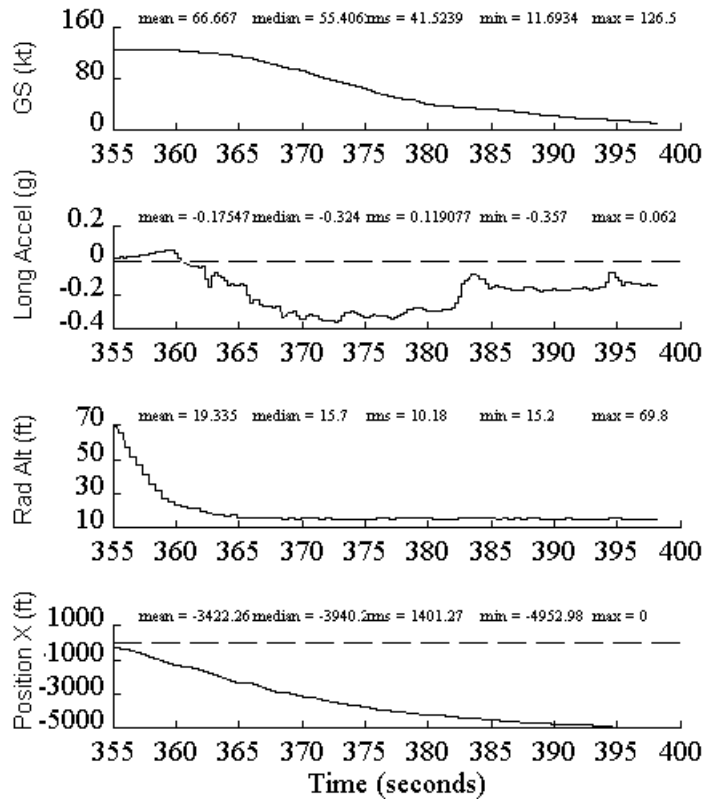 160
mean = 66.667 median = 55.406 rms = 41.5239 min = 11.6934 max = 126.5
GS (kt)
80
0
355 360 365 370 375 380 385 390 395 400
mean = -0.17547 median = -0.324 rms = 0.119077 min = -0.357 max = 0.062
Long Accel (g)
0.2
0
-0.2
-0.4
355 360 365 370 375 380 385 390 395 400
70
mean = 19.335 median = 15.7 rms = 10.18 min = 15.2 max = 69.8
Rad Alt (ft)
50
30
10
355 360 365 370 375 380 385 390 395 400
1000
mean = -3422.26 median = -3940.2 rms = 1401.27 min = -4952.98 max = 0
Position X (ft)
-1000
-3000
-5000
355 360 365 370 375 380 385 390 395 400
Time (seconds)